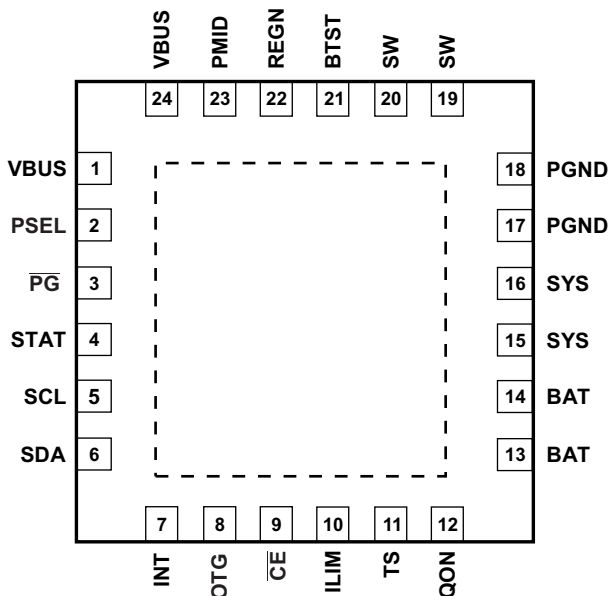 VBUS PMID REGN BTST SW SW
24 23 22 21 20 19
VBUS 1 18 PGND
PSEL 2 17 PGND
P̅G̅ 3 16 SYS
STAT 4 15 SYS
SCL 5 14 BAT
SDA 6 13 BAT
7 8 9 10 11 12
INT OTG C̅E̅ ILIM TS QON